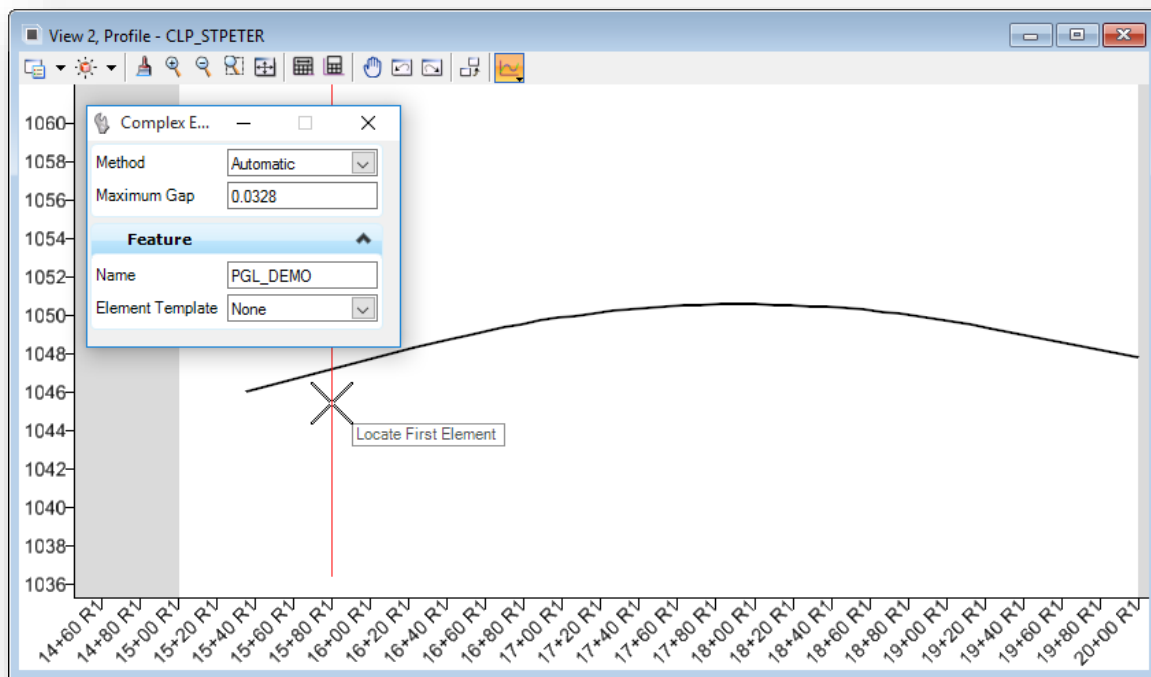 View 2, Profile - CLP_STPETER
1060
1058
1056
1054
1052
1050
1048
1046
1044
1042
1040
1038
1036
Complex E...
Method Automatic
Maximum Gap 0.0328
Feature
Name PGL_DEMO
Element Template None
Locate First Element
14+60 R1
14+80 R1
15+00 R1
15+20 R1
15+40 R1
15+60 R1
15+80 R1
16+00 R1
16+20 R1
16+40 R1
16+60 R1
16+80 R1
17+00 R1
17+20 R1
17+40 R1
17+60 R1
17+80 R1
18+00 R1
18+20 R1
18+40 R1
18+60 R1
18+80 R1
19+00 R1
19+20 R1
19+40 R1
19+60 R1
19+80 R1
20+00 R1